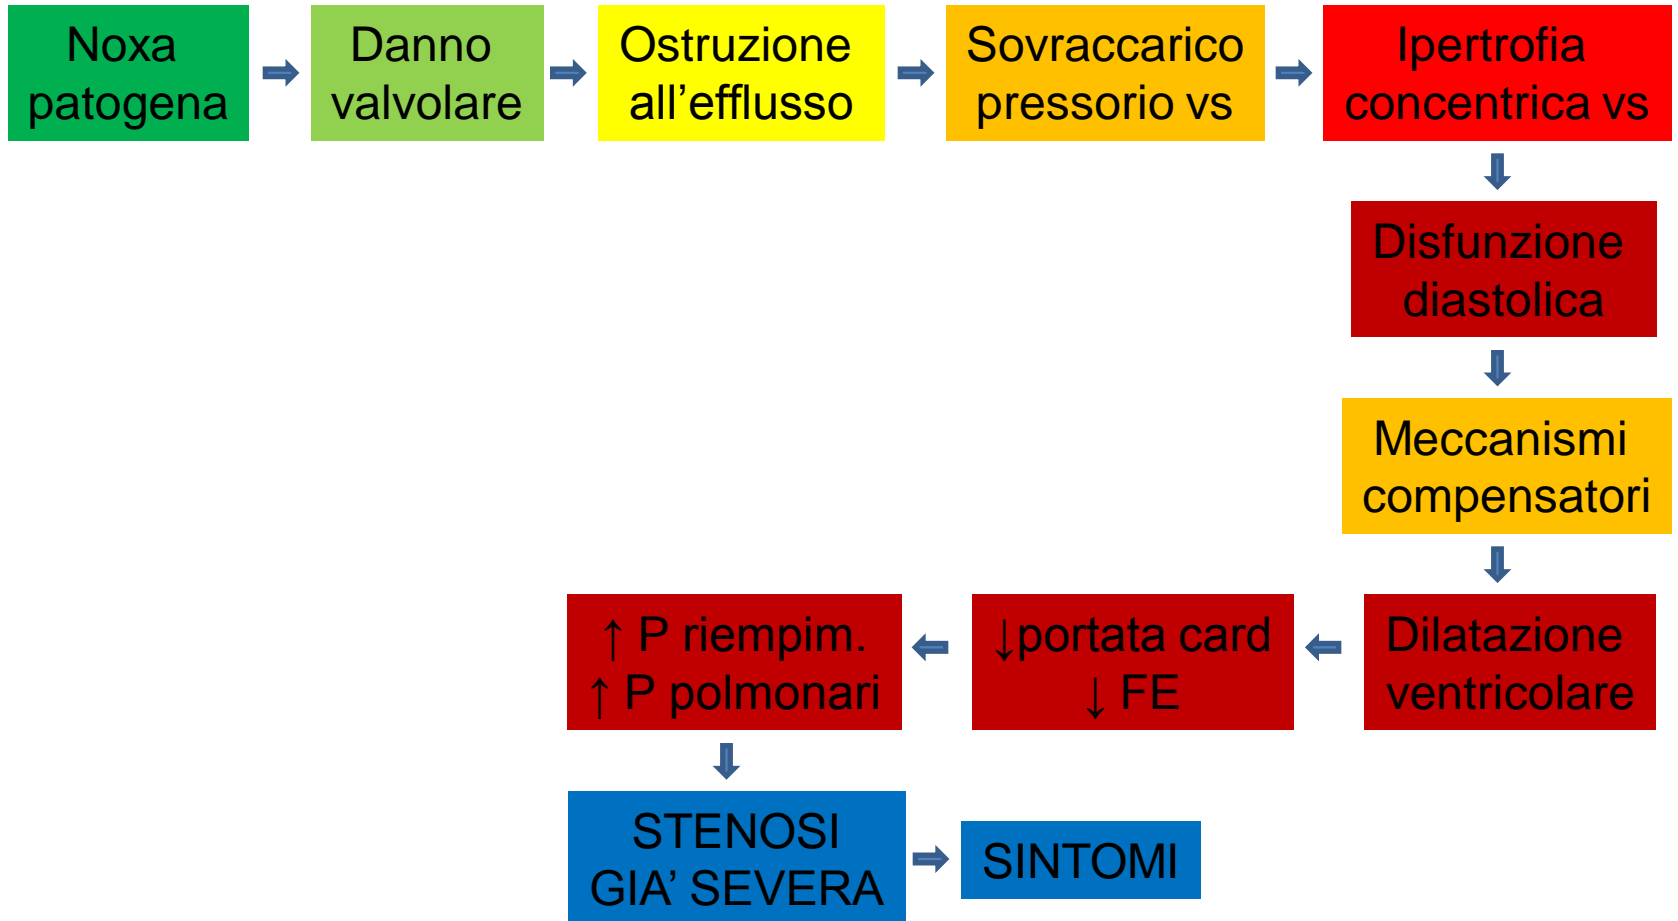 Noxa
patogena
Danno
valvolare
Ostruzione
all’efflusso
Sovraccarico
pressorio vs
Ipertrofia
concentrica vs
Disfunzione
diastolica
Meccanismi
compensatori
Dilatazione
ventricolare
↓portata card
↓ FE
↑ P riempim.
↑ P polmonari
STENOSI
GIA’ SEVERA
SINTOMI